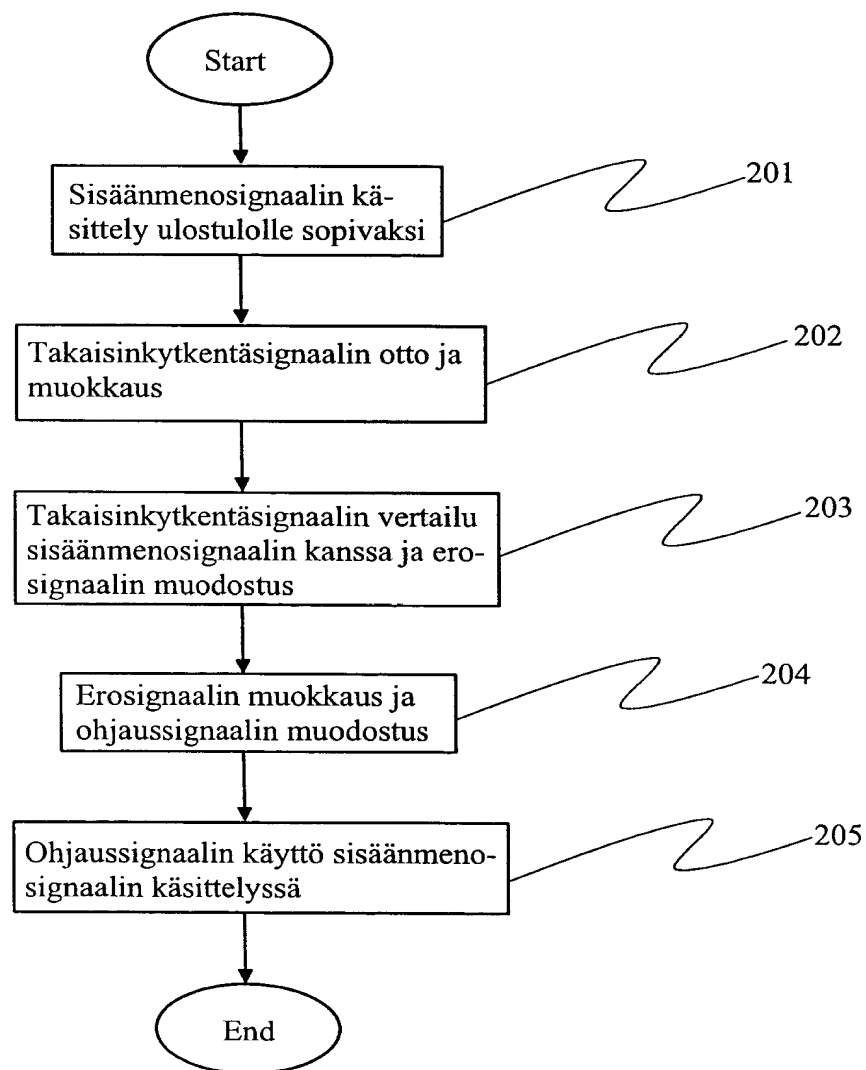 Start
Sisäänmenosignaalin kä-
sittely ulostulolle sopivaksi
201
Takaisinkytkentäsignaalin otto ja
muokkaus
202
Takaisinkytkentäsignaalin vertailu
sisäänmenosignaalin kanssa ja ero-
signaalin muodostus
203
Erosignaalin muokkaus ja
ohjaussignaalin muodostus
204
Ohjaussignaalin käyttö sisäänmeno-
signaalin käsittelyssä
205
End